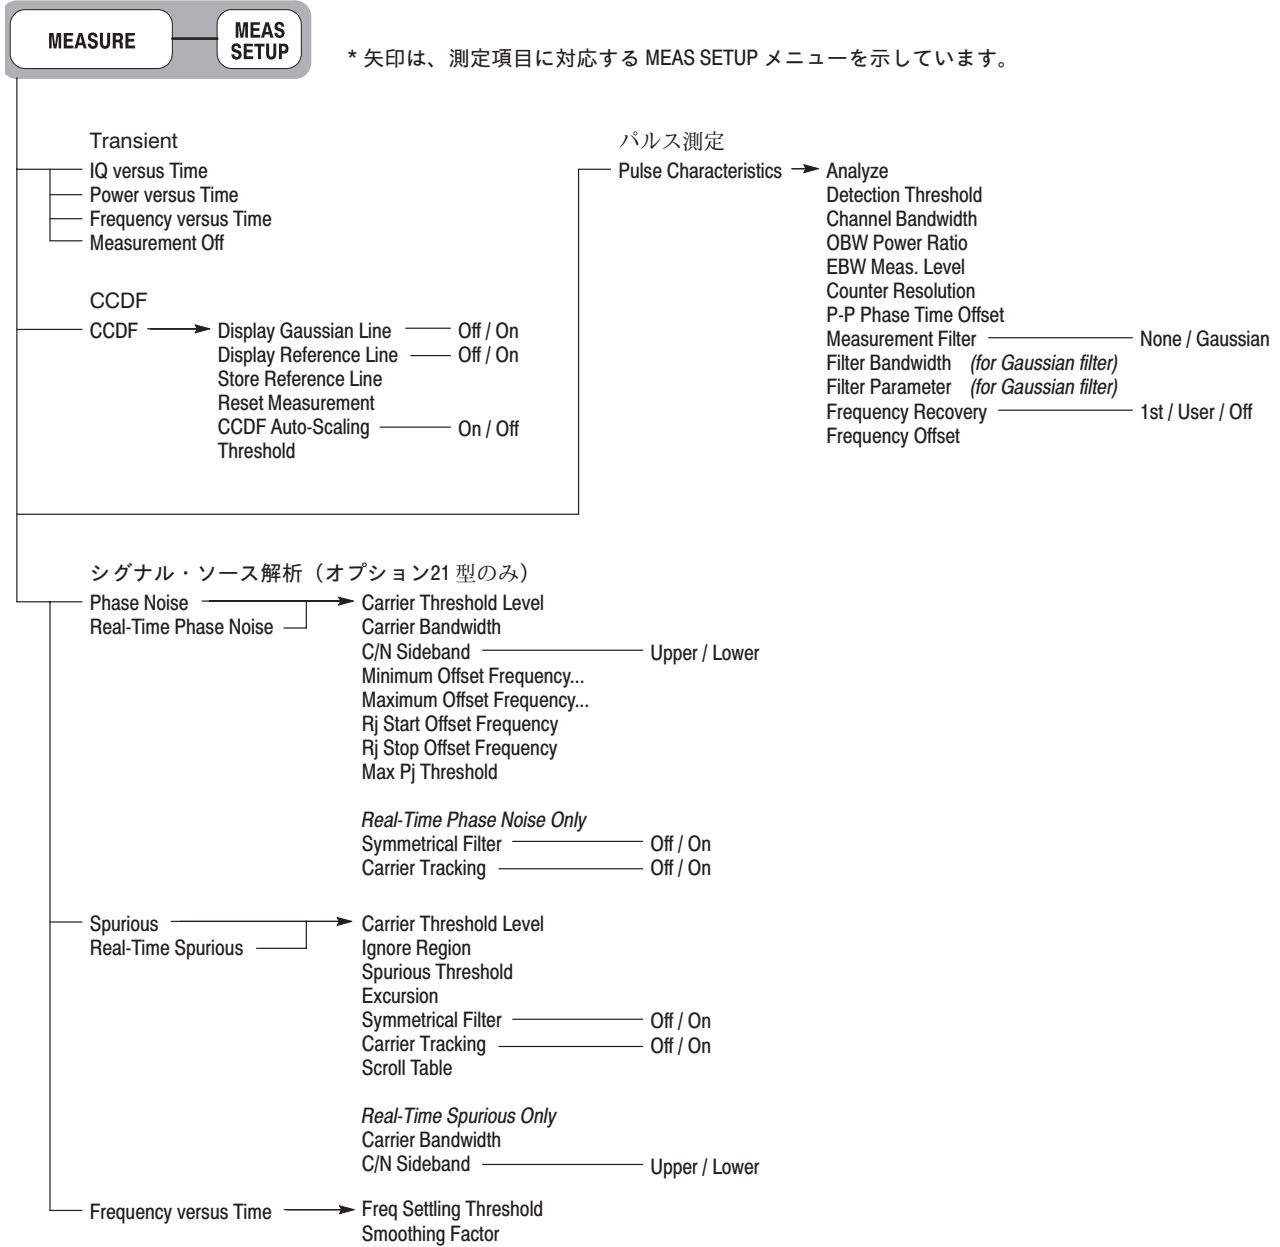 MEASURE
MEAS
SETUP
* 矢印は、測定項目に対応する MEAS SETUP メニューを示しています。
Transient
IQ versus Time
Power versus Time
Frequency versus Time
Measurement Off
CCDF
CCDF
Display Gaussian Line Off / On
Display Reference Line Off / On
Store Reference Line
Reset Measurement
CCDF Auto-Scaling On / Off
Threshold
パルス測定
Pulse Characteristics
Analyze
Detection Threshold
Channel Bandwidth
OBW Power Ratio
EBW Meas. Level
Counter Resolution
P-P Phase Time Offset
Measurement Filter None / Gaussian
Filter Bandwidth (for Gaussian filter)
Filter Parameter (for Gaussian filter)
Frequency Recovery 1st / User / Off
Frequency Offset
シグナル・ソース解析（オプション21 型のみ）
Phase Noise
Real-Time Phase Noise
Carrier Threshold Level
Carrier Bandwidth
C/N Sideband Upper / Lower
Minimum Offset Frequency...
Maximum Offset Frequency...
Rj Start Offset Frequency
Rj Stop Offset Frequency
Max Pj Threshold
Real-Time Phase Noise Only
Symmetrical Filter Off / On
Carrier Tracking Off / On
Spurious
Real-Time Spurious
Carrier Threshold Level
Ignore Region
Spurious Threshold
Excursion
Symmetrical Filter Off / On
Carrier Tracking Off / On
Scroll Table
Real-Time Spurious Only
Carrier Bandwidth
C/N Sideband Upper / Lower
Frequency versus Time
Freq Settling Threshold
Smoothing Factor